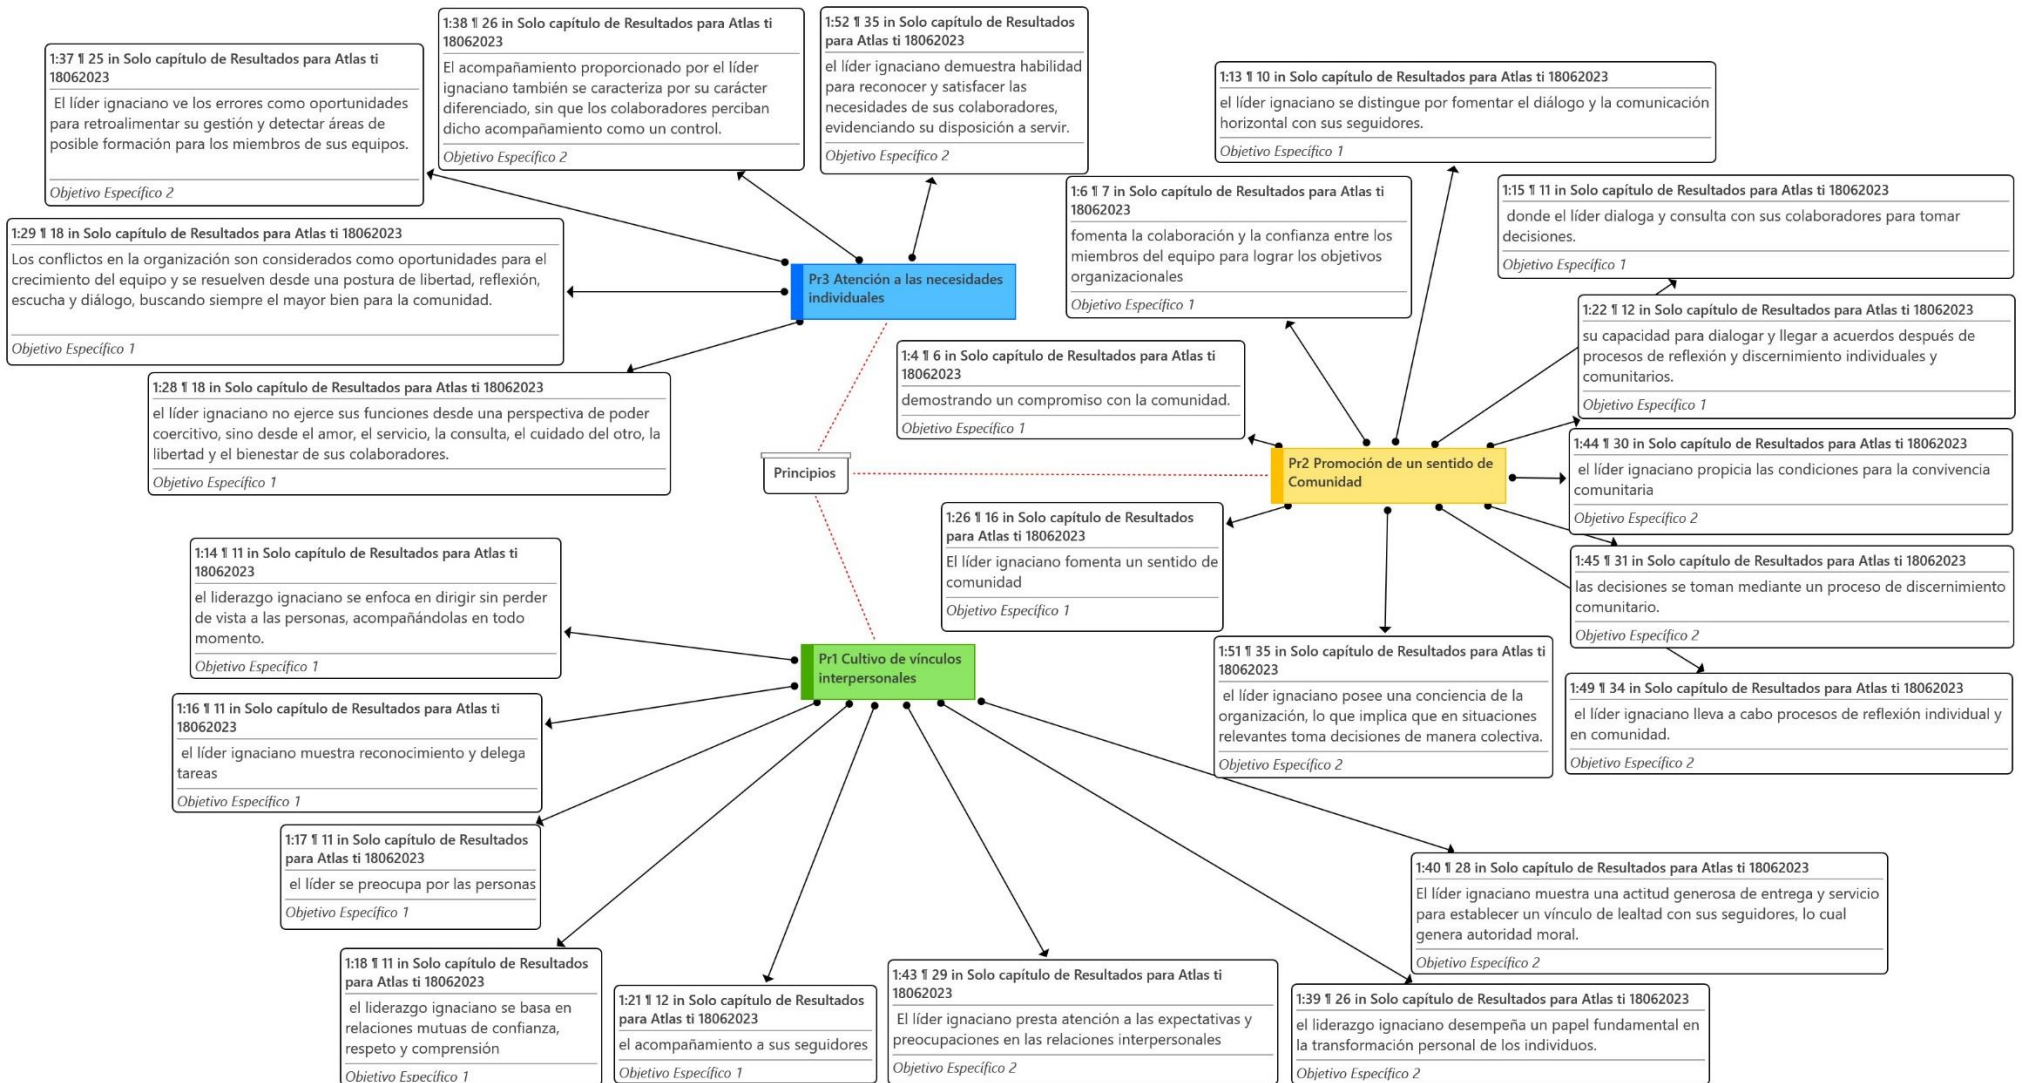 1:38 ¶ 26 in Solo capítulo de Resultados para Atlas ti
18062023
El acompañamiento proporcionado por el líder
ignaciano también se caracteriza por su carácter
diferenciado, sin que los colaboradores perciban
dicho acompañamiento como un control.
Objetivo Específico 2
1:52 ¶ 35 in Solo capítulo de Resultados
para Atlas ti 18062023
el líder ignaciano demuestra habilidad
para reconocer y satisfacer las
necesidades de sus colaboradores,
evidenciando su disposición a servir.
Objetivo Específico 2
1:37 ¶ 25 in Solo capítulo de Resultados para Atlas ti
18062023
El líder ignaciano ve los errores como oportunidades
para retroalimentar su gestión y detectar áreas de
posible formación para los miembros de sus equipos.
Objetivo Específico 2
1:13 ¶ 10 in Solo capítulo de Resultados para Atlas ti 18062023
el líder ignaciano se distingue por fomentar el diálogo y la comunicación
horizontal con sus seguidores.
Objetivo Específico 1
1:6 ¶ 7 in Solo capítulo de Resultados para Atlas ti
18062023
fomenta la colaboración y la confianza entre los
miembros del equipo para lograr los objetivos
organizacionales
Objetivo Específico 1
1:15 ¶ 11 in Solo capítulo de Resultados para Atlas ti 18062023
donde el líder dialoga y consulta con sus colaboradores para tomar
decisiones.
Objetivo Específico 1
1:29 ¶ 18 in Solo capítulo de Resultados para Atlas ti 18062023
Los conflictos en la organización son considerados como oportunidades para el
crecimiento del equipo y se resuelven desde una postura de libertad, reflexión,
escucha y diálogo, buscando siempre el mayor bien para la comunidad.
Objetivo Específico 1
Pr3 Atención a las necesidades
individuales
1:22 ¶ 12 in Solo capítulo de Resultados para Atlas ti 18062023
su capacidad para dialogar y llegar a acuerdos después de
procesos de reflexión y discernimiento individuales y
comunitarios.
Objetivo Específico 1
1:4 ¶ 6 in Solo capítulo de Resultados para Atlas ti
18062023
demostrando un compromiso con la comunidad.
Objetivo Específico 1
1:28 ¶ 18 in Solo capítulo de Resultados para Atlas ti 18062023
el líder ignaciano no ejerce sus funciones desde una perspectiva de poder
coercitivo, sino desde el amor, el servicio, la consulta, el cuidado del otro, la
libertad y el bienestar de sus colaboradores.
Objetivo Específico 1
Principios
Pr2 Promoción de un sentido de
Comunidad
1:44 ¶ 30 in Solo capítulo de Resultados para Atlas ti 18062023
el líder ignaciano propicia las condiciones para la convivencia
comunitaria
Objetivo Específico 2
1:26 ¶ 16 in Solo capítulo de Resultados
para Atlas ti 18062023
El líder ignaciano fomenta un sentido de
comunidad
Objetivo Específico 1
1:45 ¶ 31 in Solo capítulo de Resultados para Atlas ti 18062023
las decisiones se toman mediante un proceso de discernimiento
comunitario.
Objetivo Específico 2
1:14 ¶ 11 in Solo capítulo de Resultados para Atlas ti
18062023
el liderazgo ignaciano se enfoca en dirigir sin perder
de vista a las personas, acompañándolas en todo
momento.
Objetivo Específico 1
Pr1 Cultivo de vínculos
interpersonales
1:51 ¶ 35 in Solo capítulo de Resultados para Atlas ti
18062023
el líder ignaciano posee una conciencia de la
organización, lo que implica que en situaciones
relevantes toma decisiones de manera colectiva.
Objetivo Específico 2
1:49 ¶ 34 in Solo capítulo de Resultados para Atlas ti 18062023
el líder ignaciano lleva a cabo procesos de reflexión individual y
en comunidad.
Objetivo Específico 2
1:16 ¶ 11 in Solo capítulo de Resultados para Atlas ti
18062023
el líder ignaciano muestra reconocimiento y delega
tareas
Objetivo Específico 1
1:17 ¶ 11 in Solo capítulo de Resultados
para Atlas ti 18062023
el líder se preocupa por las personas
Objetivo Específico 1
1:40 ¶ 28 in Solo capítulo de Resultados para Atlas ti 18062023
El líder ignaciano muestra una actitud generosa de entrega y servicio
para establecer un vínculo de lealtad con sus seguidores, lo cual
genera autoridad moral.
Objetivo Específico 2
1:18 ¶ 11 in Solo capítulo de Resultados
para Atlas ti 18062023
el liderazgo ignaciano se basa en
relaciones mutuas de confianza,
respeto y comprensión
Objetivo Específico 1
1:21 ¶ 12 in Solo capítulo de Resultados
para Atlas ti 18062023
el acompañamiento a sus seguidores
Objetivo Específico 1
1:43 ¶ 29 in Solo capítulo de Resultados para Atlas ti
18062023
El líder ignaciano presta atención a las expectativas y
preocupaciones en las relaciones interpersonales
Objetivo Específico 2
1:39 ¶ 26 in Solo capítulo de Resultados para Atlas ti 18062023
el liderazgo ignaciano desempeña un papel fundamental en
la transformación personal de los individuos.
Objetivo Específico 2